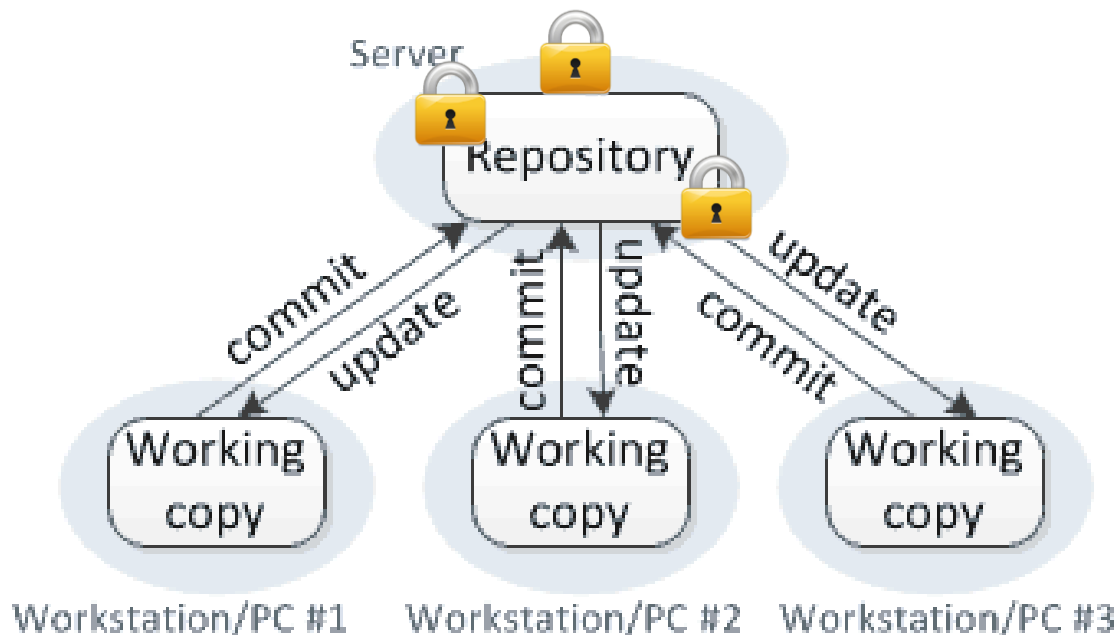 Server
Repository
commit
update
commit
update
update
commit
Working
copy
Working
copy
Working
copy
Workstation/PC #1
Workstation/PC #2
Workstation/PC #3